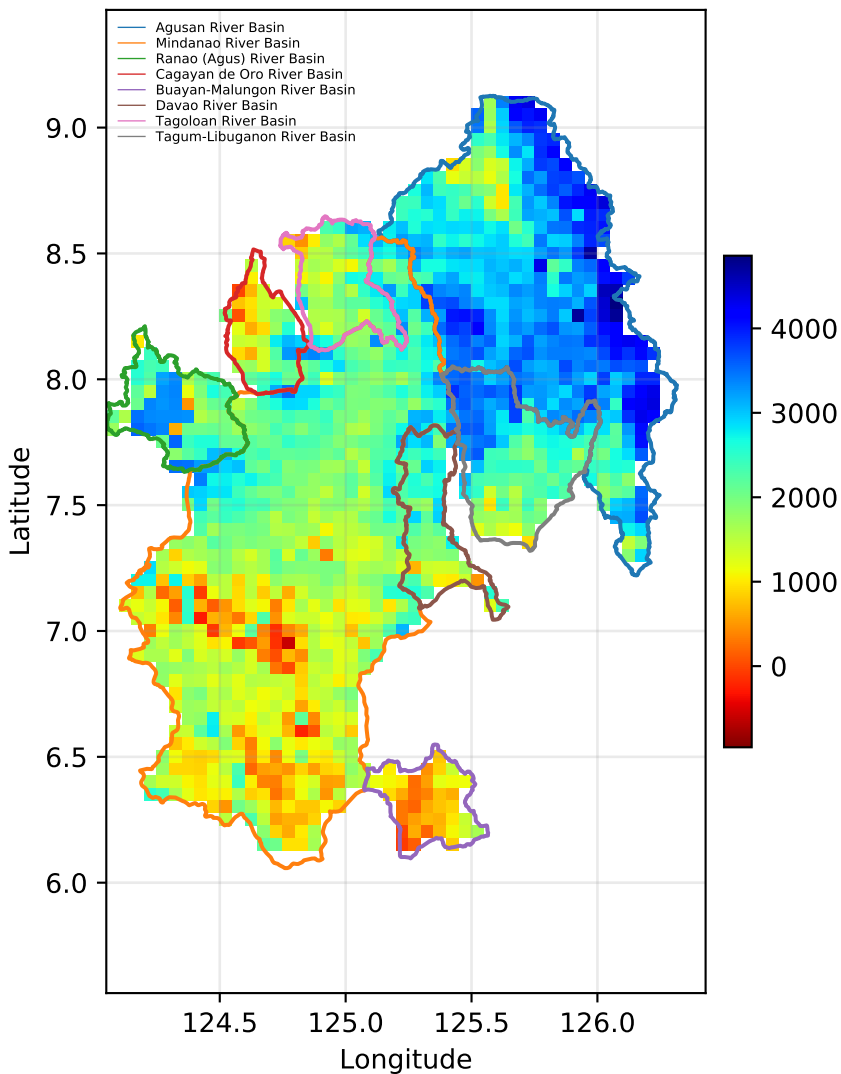 Agusan River Basin
Mindanao River Basin
Ranao (Agus) River Basin
Cagayan de Oro River Basin
Buayan-Malungon River Basin
Davao River Basin
Tagoloan River Basin
Tagum-Libuganon River Basin
9.0
8.5
8.0
7.5
7.0
6.5
6.0
Latitude
4000
3000
2000
1000
0
124.5 125.0 125.5 126.0
Longitude